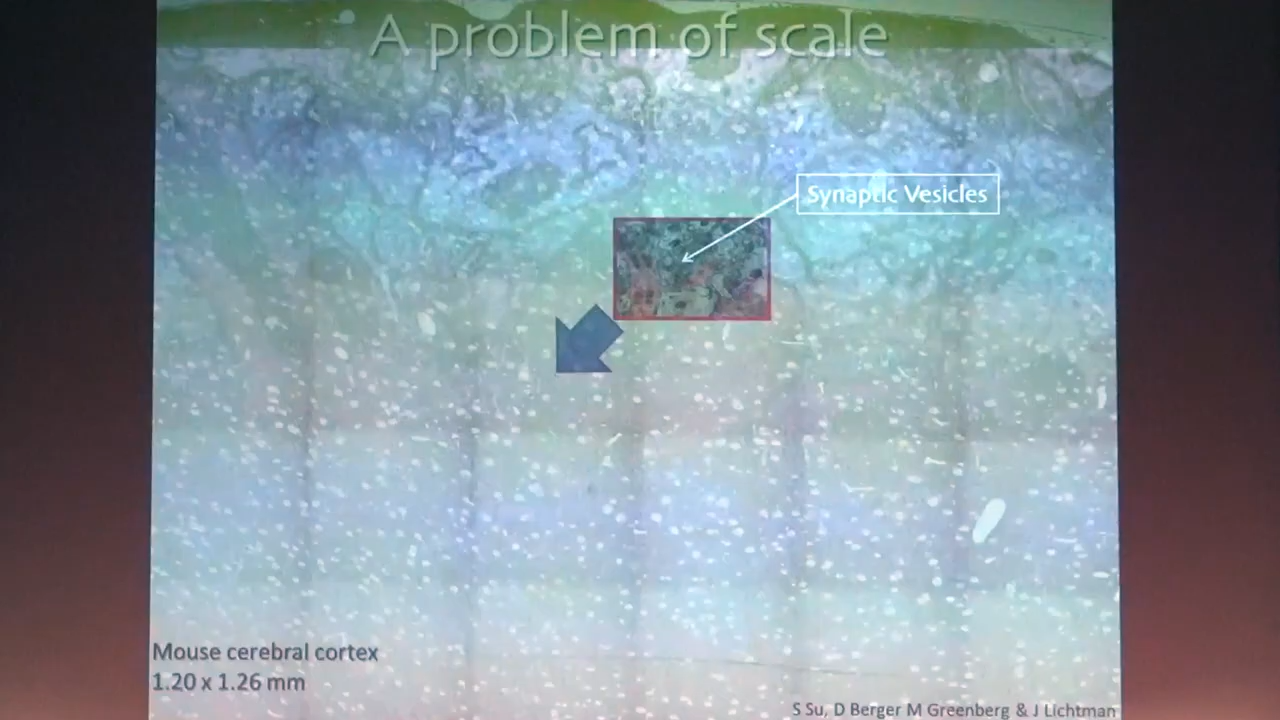 A problem of scale
Synaptic Vesicles
Mouse cerebral cortex
1.20 x 1.26 mm
S Su, D Berger M Greenberg & J Lichtman